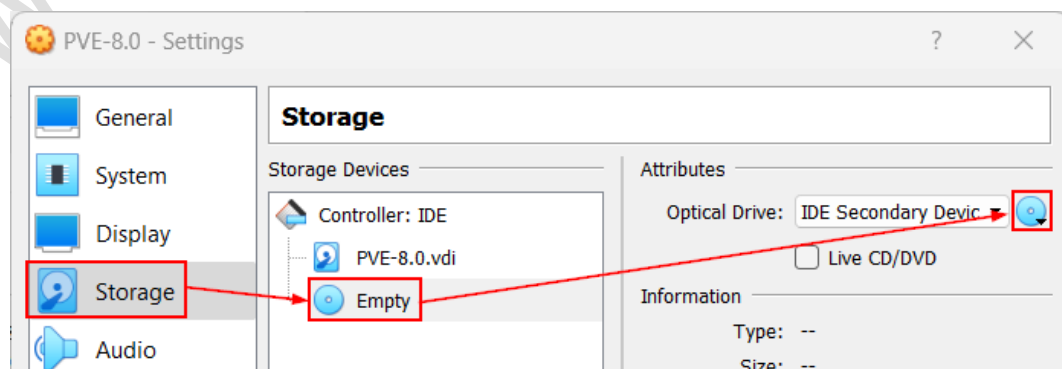 PVE-8.0 - Settings ? ×
General
System
Display
Storage
Audio
Storage
Storage Devices
Controller: IDE
PVE-8.0.vdi
Empty
Attributes
Optical Drive: IDE Secondary Devic
Live CD/DVD
Information
Type: --
Size: --